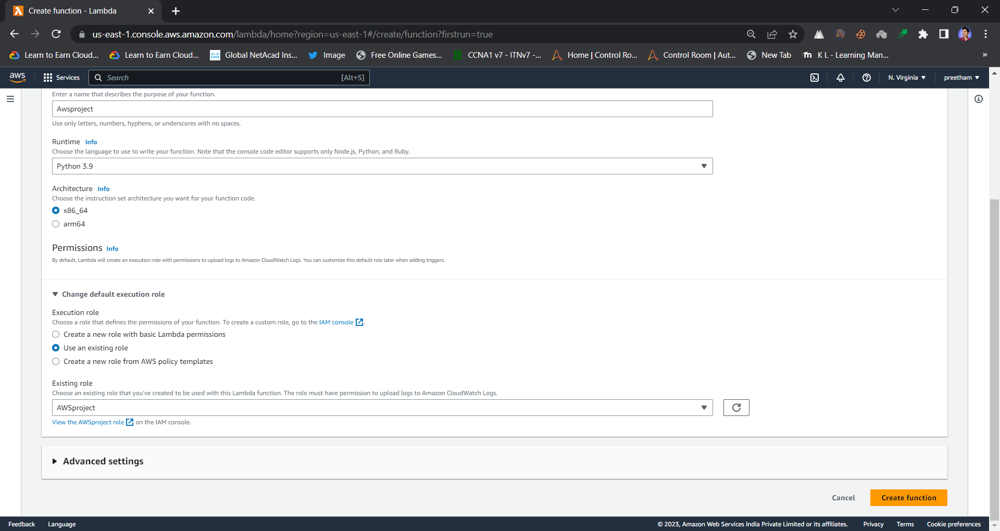 Create function - Lambda
us-east-1.console.aws.amazon.com/lambda/home?region=us-east-1#/create/function?firstrun=true
Learn to Earn Cloud... Learn to Earn Cloud... Global NetAcad Ins... Image Free Online Games... CCNA1 v7 - ITNv7 -... Home | Control Ro... Control Room | Aut... New Tab K L - Learning Man... »
aws Services Search [Alt+S] N. Virginia preetham
Enter a name that describes the purpose of your function.
Awsproject
Use only letters, numbers, hyphens, or underscores with no spaces.
Runtime Info
Choose the language to use to write your function. Note that the console code editor supports only Node.js, Python, and Ruby.
Python 3.9
Architecture Info
Choose the instruction set architecture you want for your function code.
x86_64
arm64
Permissions Info
By default, Lambda will create an execution role with permissions to upload logs to Amazon CloudWatch Logs. You can customize this default role later when adding triggers.
Change default execution role
Execution role
Choose a role that defines the permissions of your function. To create a custom role, go to the IAM console.
Create a new role with basic Lambda permissions
Use an existing role
Create a new role from AWS policy templates
Existing role
Choose an existing role that you've created to be used with this Lambda function. The role must have permission to upload logs to Amazon CloudWatch Logs.
AWSproject
View the AWSproject role on the IAM console.
Advanced settings
Cancel Create function
Feedback Language © 2023, Amazon Web Services India Private Limited or its affiliates. Privacy Terms Cookie preferences